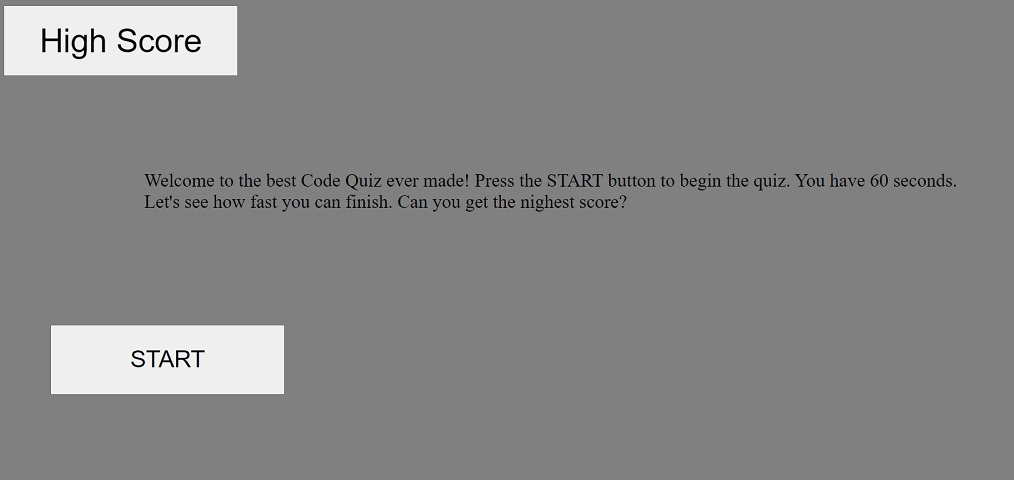 High Score
Welcome to the best Code Quiz ever made! Press the START button to begin the quiz. You have 60 seconds.
Let's see how fast you can finish. Can you get the nighest score?
START